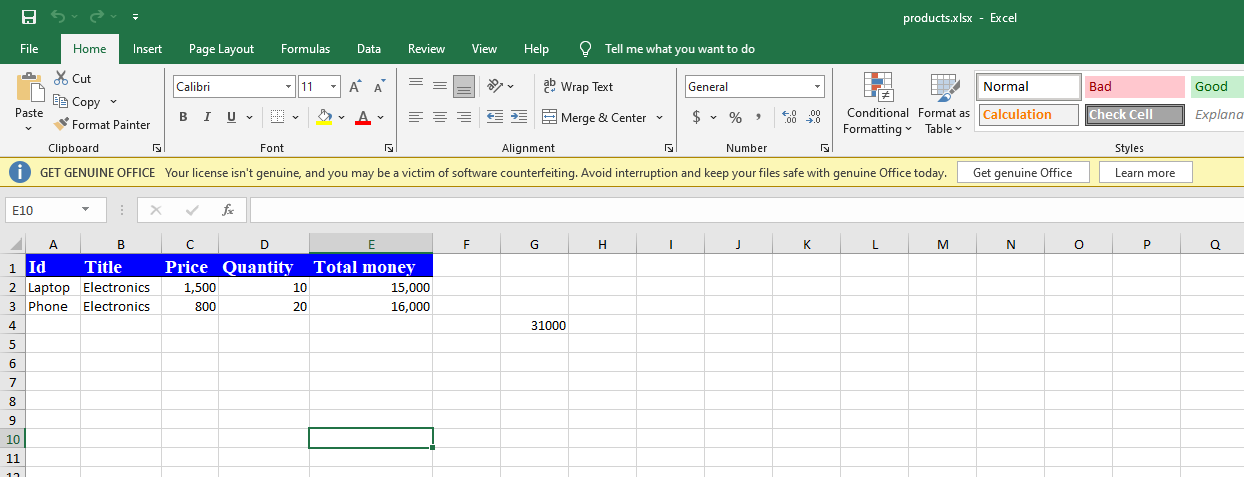 products.xlsx - Excel
File Home Insert Page Layout Formulas Data Review View Help Tell me what you want to do
Paste
Cut
Copy
Format Painter
Clipboard
Calibri 11 A A
B I U A
Font
ab Wrap Text
Merge & Center
Alignment
General
$ % , .00 .00
Number
Conditional Formatting
Format as Table
Normal Bad Good
Calculation Check Cell Explana
Styles
GET GENUINE OFFICE Your license isn't genuine, and you may be a victim of software counterfeiting. Avoid interruption and keep your files safe with genuine Office today. Get genuine Office Learn more
E10 fx
A B C D E F G H I J K L M N O P Q
1 Id Title Price Quantity Total money
2 Laptop Electronics 1,500 10 15,000
3 Phone Electronics 800 20 16,000
4 31000
5
6
7
8
9
10
11
12